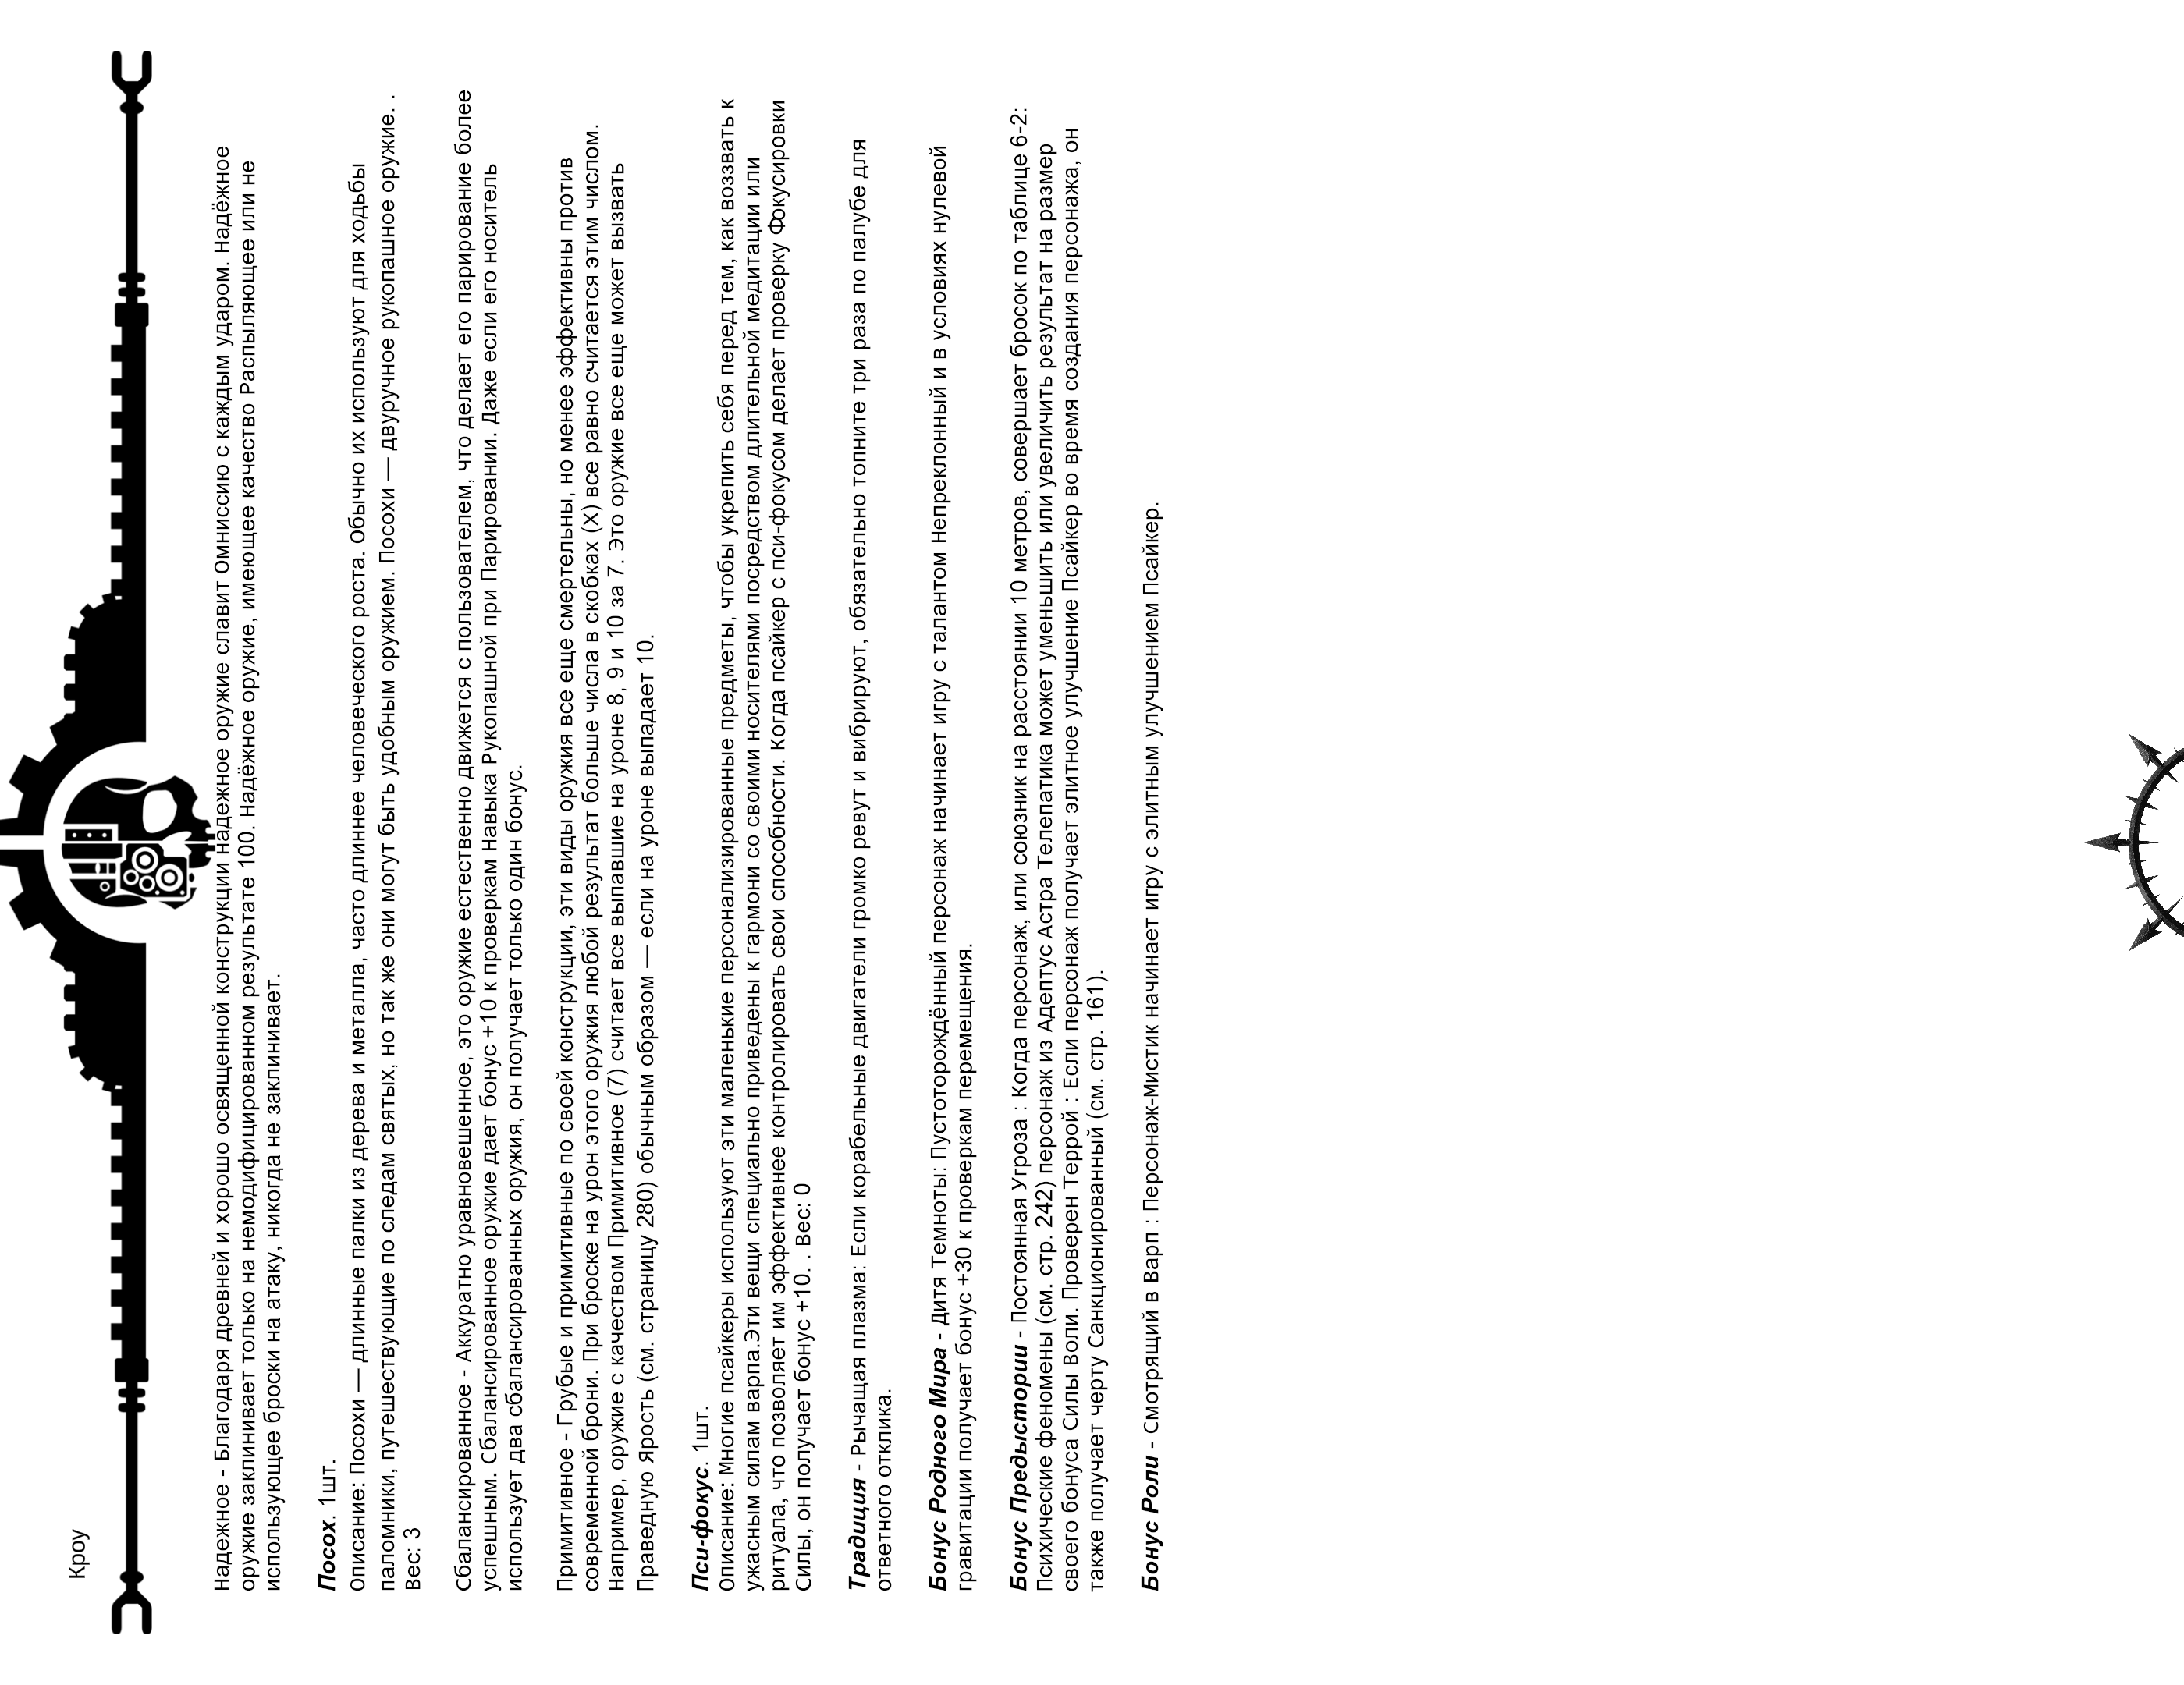 Кроу
Надежное - Благодаря древней и хорошо освященной конструкции надежное оружие славит Омниссию с каждым ударом. Надёжное
оружие заклинивает только на немодифицированном результате 100. Надёжное оружие, имеющее качество Распыляющее или не
использующее броски на атаку, никогда не заклинивает.
Посох. 1шт.
Описание: Посохи — длинные палки из дерева и металла, часто длиннее человеческого роста. Обычно их используют для ходьбы
паломники, путешествующие по следам святых, но так же они могут быть удобным оружием. Посохи — двуручное рукопашное оружие. .
Вес: 3
Сбалансированное - Аккуратно уравновешенное, это оружие естественно движется с пользователем, что делает его парирование более
успешным. Сбалансированное оружие дает бонус +10 к проверкам Навыка Рукопашной при Парировании. Даже если его носитель
использует два сбалансированных оружия, он получает только один бонус.
Примитивное - Грубые и примитивные по своей конструкции, эти виды оружия все еще смертельны, но менее эффективны против
современной брони. При броске на урон этого оружия любой результат больше числа в скобках (X) все равно считается этим числом.
Например, оружие с качеством Примитивное (7) считает все выпавшие на уроне 8, 9 и 10 за 7. Это оружие все еще может вызвать
Праведную Ярость (см. страницу 280) обычным образом — если на уроне выпадает 10.
Пси-фокус. 1шт.
Описание: Многие псайкеры используют эти маленькие персонализированные предметы, чтобы укрепить себя перед тем, как воззвать к
ужасным силам варпа.Эти вещи специально приведены к гармонии со своими носителями посредством длительной медитации или
ритуала, что позволяет им эффективнее контролировать свои способности. Когда псайкер с пси-фокусом делает проверку Фокусировки
Силы, он получает бонус +10. . Вес: 0
Традиция - Рычащая плазма: Если корабельные двигатели громко ревут и вибрируют, обязательно топните три раза по палубе для
ответного отклика.
Бонус Родного Мира - Дитя Темноты: Пустоторождённый персонаж начинает игру с талантом Непреклонный и в условиях нулевой
гравитации получает бонус +30 к проверкам перемещения.
Бонус Предыстории - Постоянная Угроза : Когда персонаж, или союзник на расстоянии 10 метров, совершает бросок по таблице 6-2:
Психические феномены (см. стр. 242) персонаж из Адептус Астра Телепатика может уменьшить или увеличить результат на размер
своего бонуса Силы Воли. Проверен Террой : Если персонаж получает элитное улучшение Псайкер во время создания персонажа, он
также получает черту Санкционированный (см. стр. 161).
Бонус Роли - Смотрящий в Варп : Персонаж-Мистик начинает игру с элитным улучшением Псайкер.